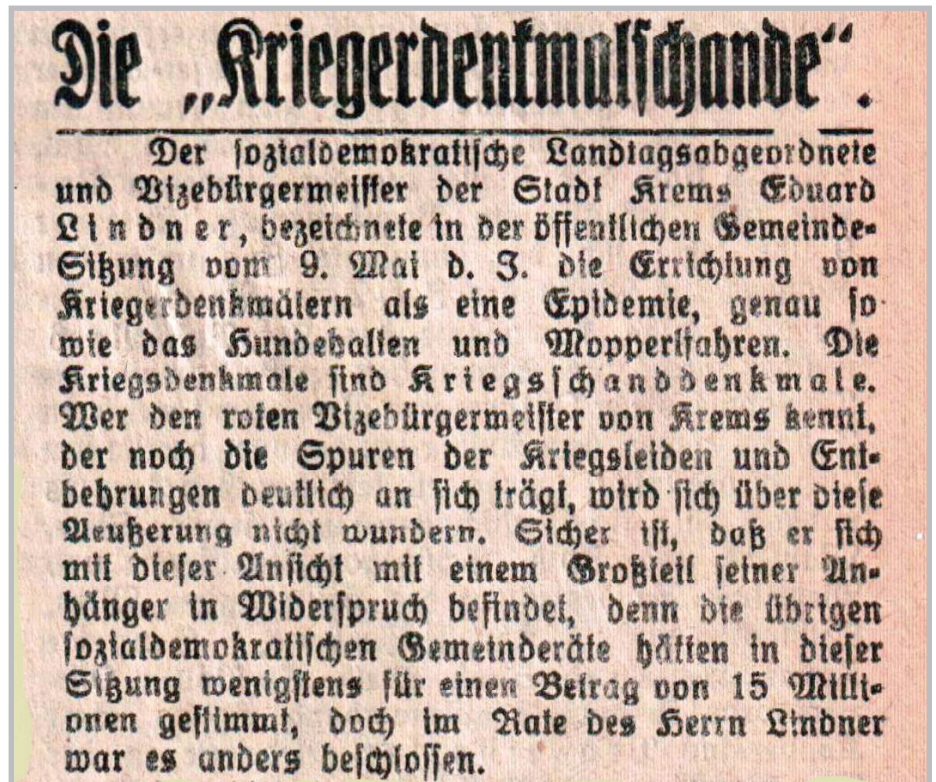 Die „Kriegerdenkmalschande“.
Der sozialdemokratische Landtagsabgeordnete
und Vizebürgermeister der Stadt Krems Eduard
Lindner, bezeichnete in der öffentlichen Gemeinde-
Sitzung vom 9. Mai d. J. die Errichtung von
Kriegerdenkmälern als eine Epidemie, genau so
wie das Hundehalten und Mopperlfahren. Die
Kriegsdenkmale sind Kriegsschanddenkmale.
Wer den roten Vizebürgermeister von Krems kennt,
der noch die Spuren der Kriegsleiden und Ent-
behrungen deutlich an sich trägt, wird sich über diese
Aeußerung nicht wundern. Sicher ist, daß er sich
mit dieser Ansicht mit einem Großteil seiner An-
hänger in Widerspruch befindet, denn die übrigen
sozialdemokratischen Gemeinderäte hätten in dieser
Sitzung wenigstens für einen Betrag von 15 Milli-
onen gestimmt, doch im Rate des Herrn Lindner
war es anders beschlossen.